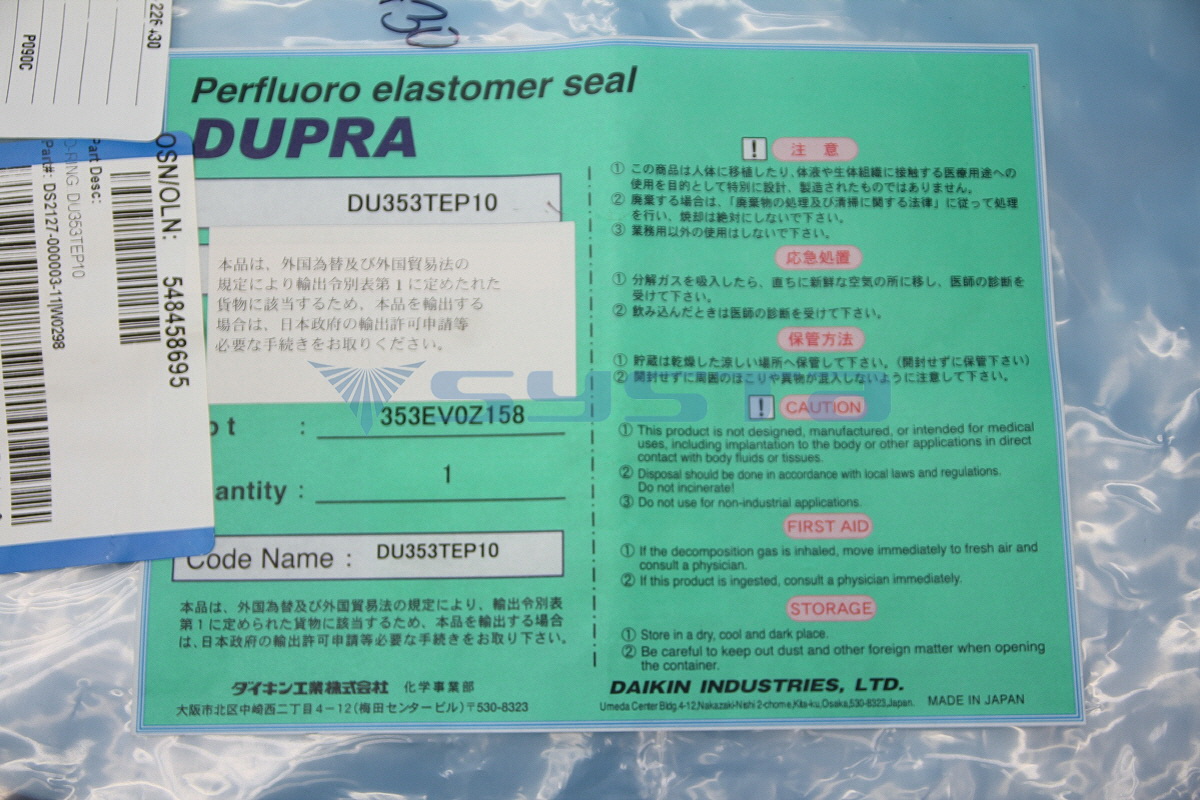 226430
P090C
OSN/OLN: 548458695
Part Desc:
O-RING DU353TEP10
Part#: DS2127-000003-11|W0298
Perfluoro elastomer seal
DUPRA
DU353TEP10
本品は、外国為替及び外国貿易法の
規定により輸出令別表第1に定めたれた
貨物に該当するため、本品を輸出する
場合は、日本政府の輸出許可申請等
必要な手続きをお取りください。
ot : 353EV0Z158
antity : 1
Code Name : DU353TEP10
本品は、外国為替及び外国貿易法の規定により、輸出令別表
第1に定められた貨物に該当するため、本品を輸出する場合
は、日本政府の輸出許可申請等必要な手続きをお取り下さい。
ダイキン工業株式会社 化学事業部
大阪市北区中崎西二丁目4-12(梅田センタービル)〒530-8323
! 注 意
① この商品は人体に移植したり、体液や生体組織に接触する医療用途への
使用を目的として特別に設計、製造されたものではありません。
② 廃棄する場合は、「廃棄物の処理及び清掃に関する法律」に従って処理
を行い、焼却は絶対にしないで下さい。
③ 業務用以外の使用はしないで下さい。
応急処置
① 分解ガスを吸入したら、直ちに新鮮な空気の所に移し、医師の診断を
受けて下さい。
② 飲み込んだときは医師の診断を受けて下さい。
保管方法
① 貯蔵は乾燥した涼しい場所へ保管して下さい。(開封せずに保管下さい)
② 開封せずに周囲のほこりや異物が混入しないように注意して下さい。
sysra
! CAUTION
① This product is not designed, manufactured, or intended for medical
uses, including implantation to the body or other applications in direct
contact with body fluids or tissues.
② Disposal should be done in accordance with local laws and regulations.
Do not incinerate!
③ Do not use for non-industrial applications.
FIRST AID
① If the decomposition gas is inhaled, move immediately to fresh air and
consult a physician.
② If this product is ingested, consult a physician immediately.
STORAGE
① Store in a dry, cool and dark place.
② Be careful to keep out dust and other foreign matter when opening
the container.
DAIKIN INDUSTRIES, LTD.
Umeda Center Bldg.4-12,Nakazaki-Nishi 2-chome,Kita-ku,Osaka,530-8323,Japan. MADE IN JAPAN